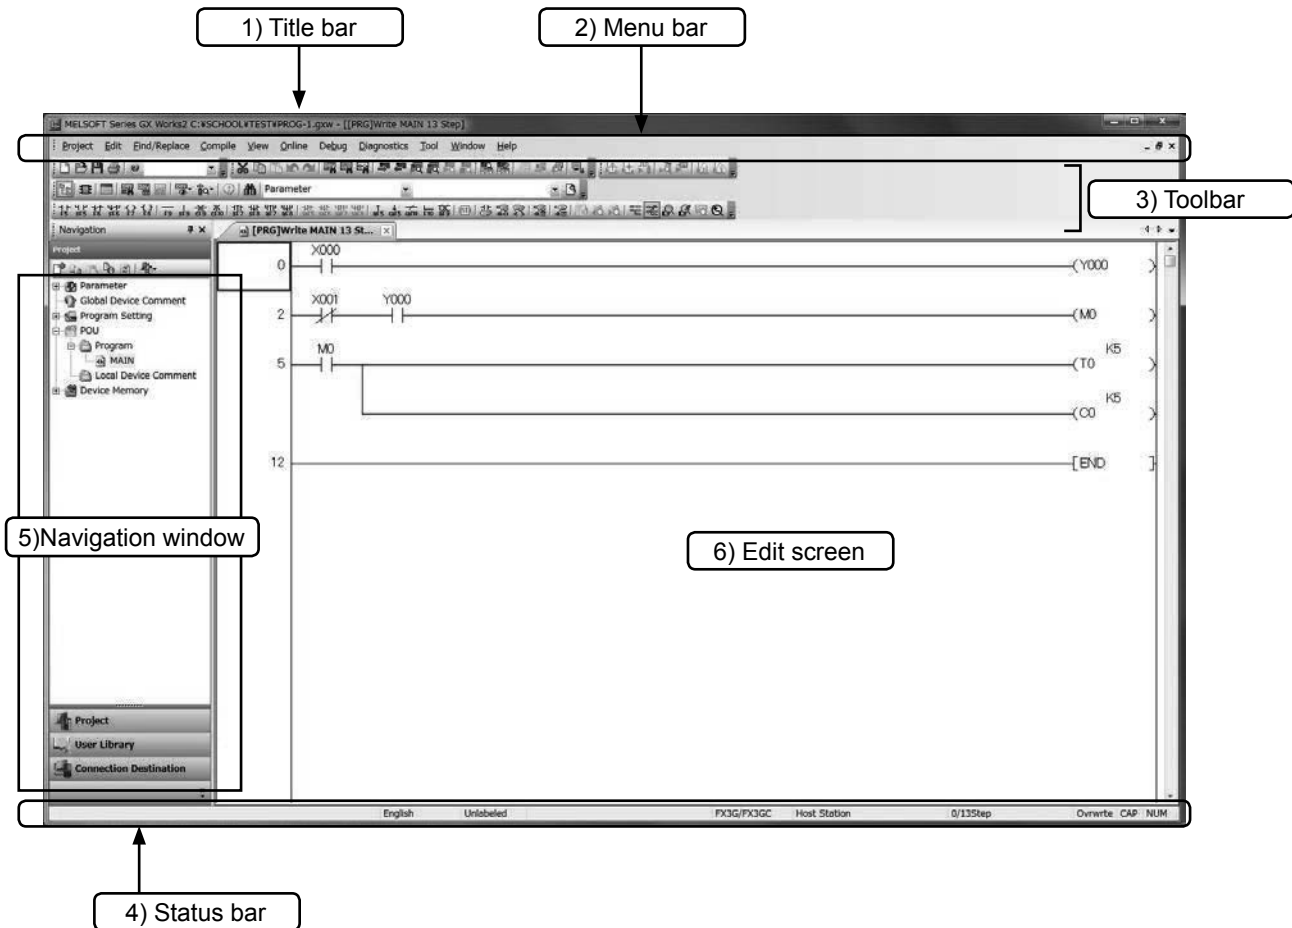 1) Title bar
2) Menu bar
MELSOFT Series GX Works2 C:¥SCHOOL¥TEST¥PROG-1.gxw - [[PRG]Write MAIN 13 Step]
Project Edit Find/Replace Compile View Online Debug Diagnostics Tool Window Help
3) Toolbar
Parameter
Navigation
[PRG]Write MAIN 13 St...
Project
Parameter
Global Device Comment
Program Setting
POU
Program
MAIN
Local Device Comment
Device Memory
X000
0
Y000
X001 Y000
2
M0
M0
5
K5
T0
K5
C0
12
END
5)Navigation window
6) Edit screen
Project
User Library
Connection Destination
English Unlabeled FX3G/FX3GC Host Station 0/13Step Ovrwrte CAP NUM
4) Status bar